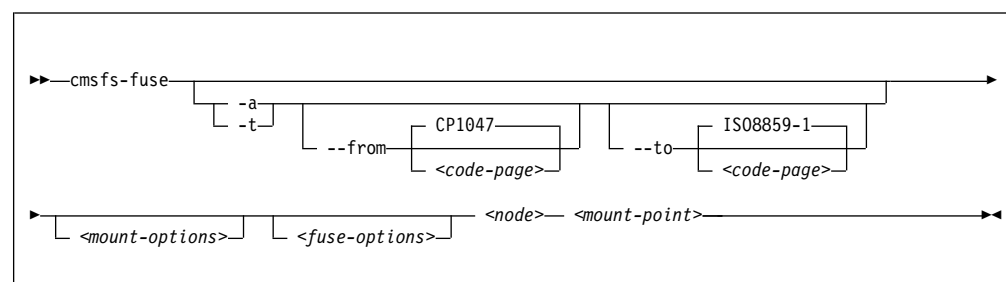 cmsfs-fuse
-a
-t
CP1047
ISO8859-1
--from
--to
<code-page>
<code-page>
<node> <mount-point>
<mount-options>
<fuse-options>